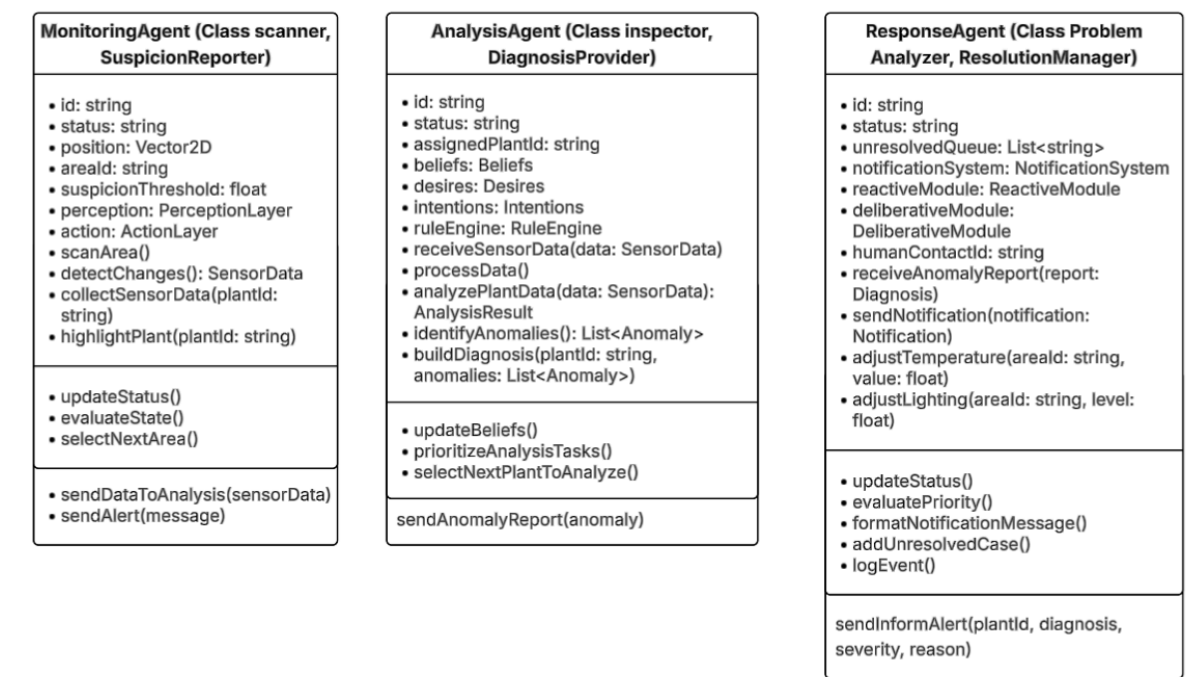 MonitoringAgent (Class scanner,
SuspicionReporter)
• id: string
• status: string
• position: Vector2D
• areaId: string
• suspicionThreshold: float
• perception: PerceptionLayer
• action: ActionLayer
• scanArea()
• detectChanges(): SensorData
• collectSensorData(plantId:
string)
• highlightPlant(plantId: string)
• updateStatus()
• evaluateState()
• selectNextArea()
• sendDataToAnalysis(sensorData)
• sendAlert(message)
AnalysisAgent (Class inspector,
DiagnosisProvider)
• id: string
• status: string
• assignedPlantId: string
• beliefs: Beliefs
• desires: Desires
• intentions: Intentions
• ruleEngine: RuleEngine
• receiveSensorData(data: SensorData)
• processData()
• analyzePlantData(data: SensorData):
AnalysisResult
• identifyAnomalies(): List<Anomaly>
• buildDiagnosis(plantId: string,
anomalies: List<Anomaly>)
• updateBeliefs()
• prioritizeAnalysisTasks()
• selectNextPlantToAnalyze()
sendAnomalyReport(anomaly)
ResponseAgent (Class Problem
Analyzer, ResolutionManager)
• id: string
• status: string
• unresolvedQueue: List<string>
• notificationSystem: NotificationSystem
• reactiveModule: ReactiveModule
• deliberativeModule:
DeliberativeModule
• humanContactId: string
• receiveAnomalyReport(report:
Diagnosis)
• sendNotification(notification:
Notification)
• adjustTemperature(areaId: string,
value: float)
• adjustLighting(areaId: string, level:
float)
• updateStatus()
• evaluatePriority()
• formatNotificationMessage()
• addUnresolvedCase()
• logEvent()
sendInformAlert(plantId, diagnosis,
severity, reason)